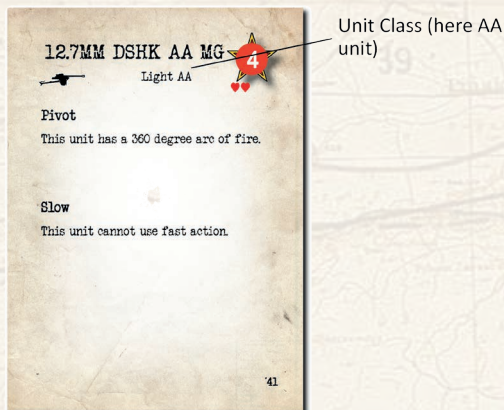 12.7MM DSHK AA MG
4
Light AA
Pivot
This unit has a 360 degree arc of fire.
Slow
This unit cannot use fast action.
'41
Unit Class (here AA
unit)
39